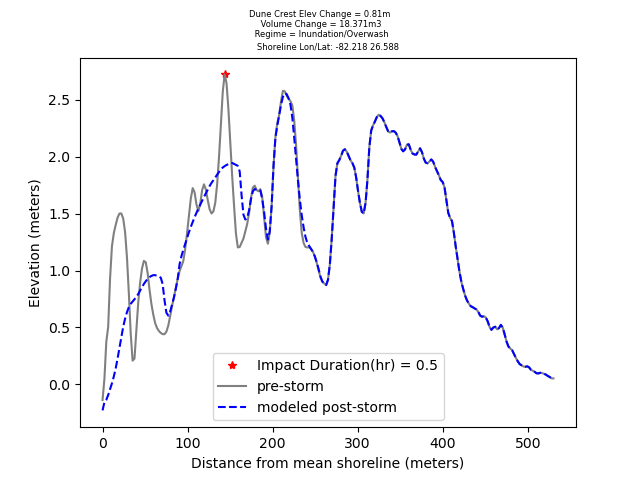 Dune Crest Elev Change = 0.81m
Volume Change = 18.371m3
Regime = Inundation/Overwash
Shoreline Lon/Lat: -82.218 26.588
Elevation (meters)
2.5
2.0
1.5
1.0
0.5
0.0
Impact Duration(hr) = 0.5
pre-storm
modeled post-storm
0 100 200 300 400 500
Distance from mean shoreline (meters)